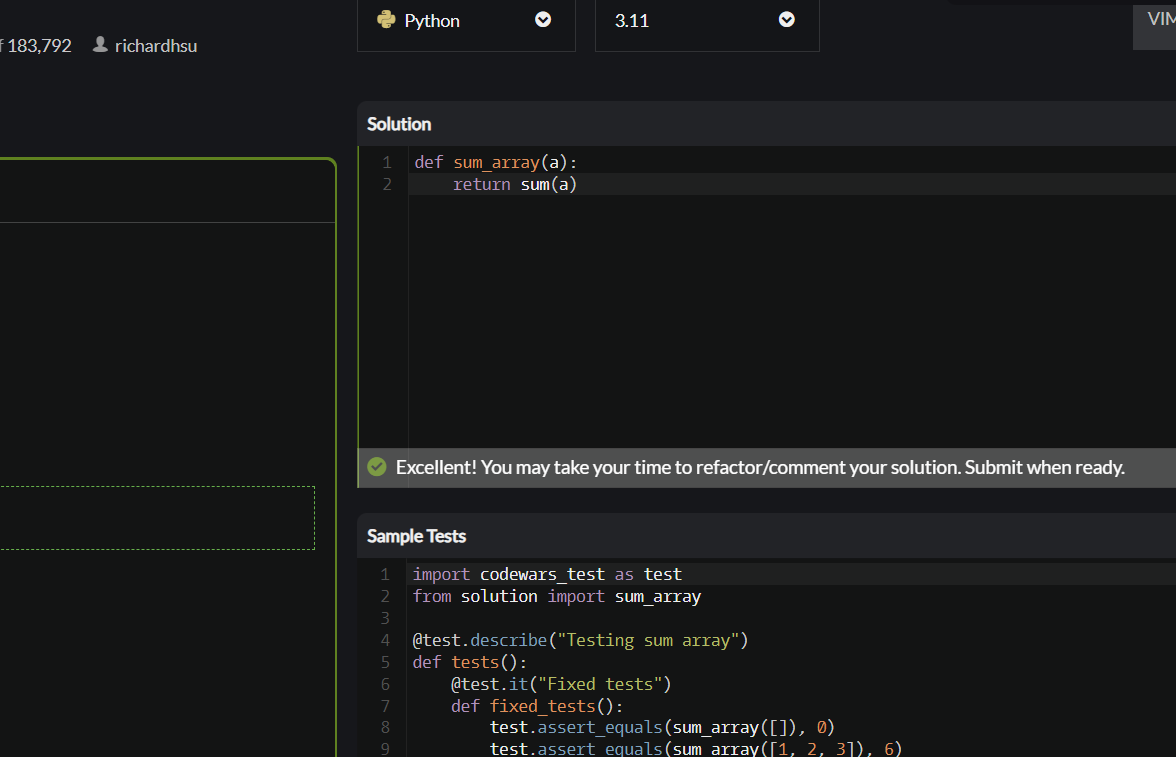 Python
3.11
183,792 richardhsu
Solution
1 def sum_array(a):
2     return sum(a)
Excellent! You may take your time to refactor/comment your solution. Submit when ready.
Sample Tests
1 import codewars_test as test
2 from solution import sum_array
3
4 @test.describe("Testing sum array")
5 def tests():
6     @test.it("Fixed tests")
7     def fixed_tests():
8         test.assert_equals(sum_array([]), 0)
9         test.assert_equals(sum_array([1, 2, 3]), 6)